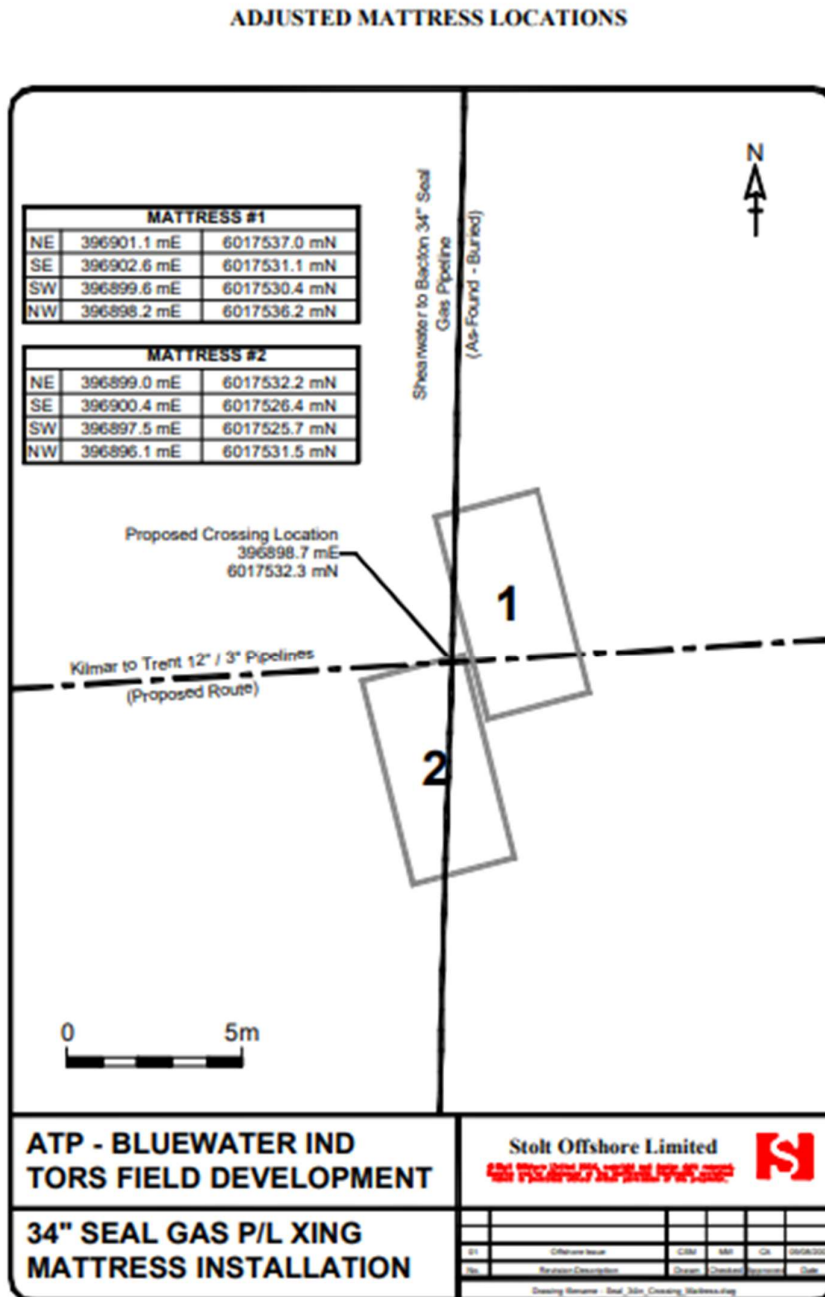 ADJUSTED MATTRESS LOCATIONS
N
MATTRESS #1
NE 396901.1 mE 6017537.0 mN
SE 396902.6 mE 6017531.1 mN
SW 396899.6 mE 6017530.4 mN
NW 396898.2 mE 6017536.2 mN
MATTRESS #2
NE 396899.0 mE 6017532.2 mN
SE 396900.4 mE 6017526.4 mN
SW 396897.5 mE 6017525.7 mN
NW 396896.1 mE 6017531.5 mN
Shearwater to Bacton 34" Seal
Gas Pipeline
(As-Found - Buried)
Proposed Crossing Location
396898.7 mE
6017532.3 mN
1
Kilmar to Trent 12" / 3" Pipelines
(Proposed Route)
2
0 5m
ATP - BLUEWATER IND
TORS FIELD DEVELOPMENT
Stolt Offshore Limited
34" SEAL GAS P/L XING
MATTRESS INSTALLATION
01 Offshore Issue
No. Revision Description Drawn Checked Approved Date